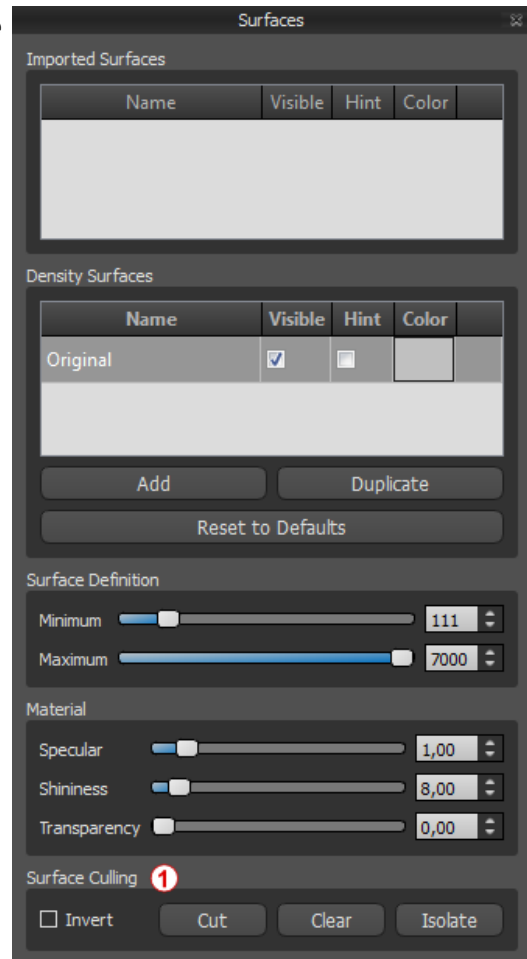 Surfaces
Imported Surfaces
Name Visible Hint Color
Density Surfaces
Name Visible Hint Color
Original
Add Duplicate
Reset to Defaults
Surface Definition
Minimum 111
Maximum 7000
Material
Specular 1,00
Shininess 8,00
Transparency 0,00
Surface Culling 1
Invert Cut Clear Isolate